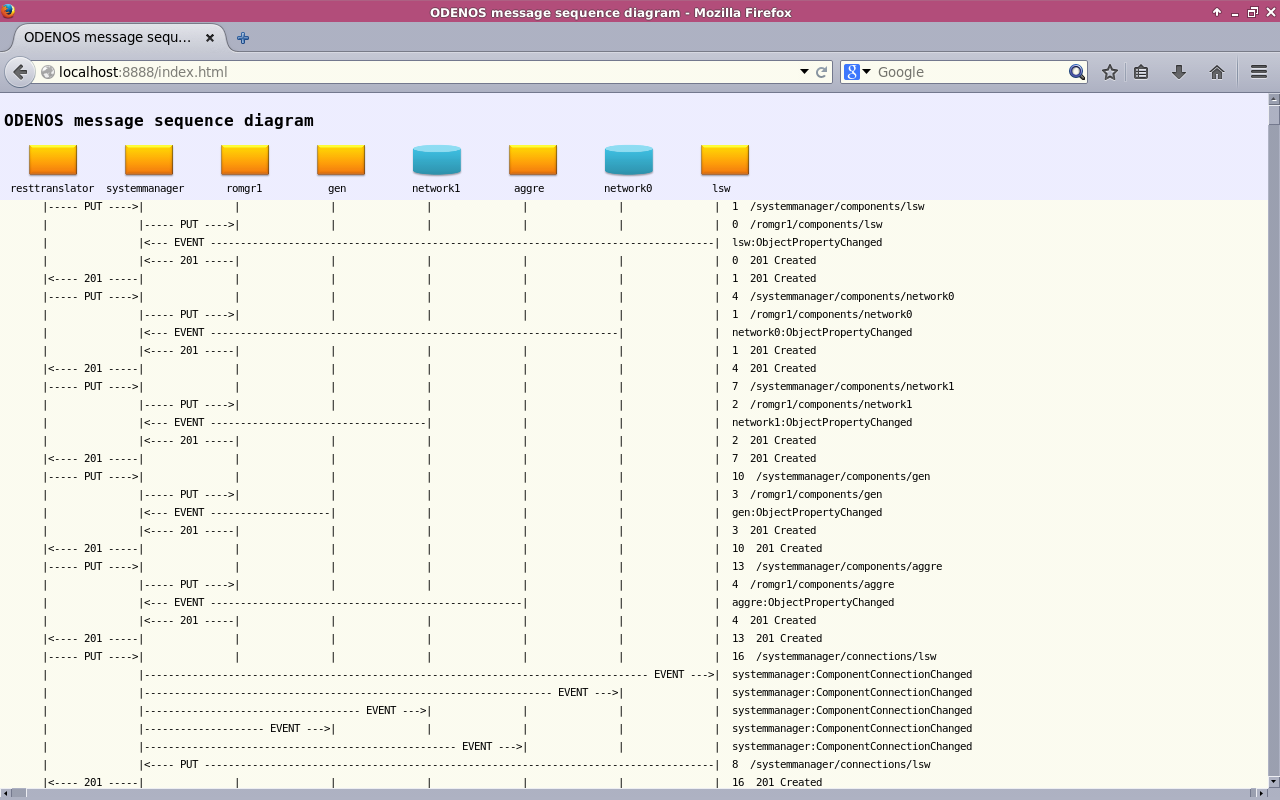 ODENOS message sequence diagram - Mozilla Firefox
ODENOS message sequ...
localhost:8888/index.html
Google
ODENOS message sequence diagram
resttranslator systemmanager romgr1 gen network1 aggre network0 lsw
|----- PUT ---->| | | | | | | 1 /systemmanager/components/lsw
| |----- PUT ---->| | | | | | 0 /romgr1/components/lsw
| |<--- EVENT ------------------------------------------------------------------------------------| lsw:ObjectPropertyChanged
| |<---- 201 -----| | | | | | 0 201 Created
|<---- 201 -----| | | | | | | 1 201 Created
|----- PUT ---->| | | | | | | 4 /systemmanager/components/network0
| |----- PUT ---->| | | | | | 1 /romgr1/components/network0
| |<--- EVENT --------------------------------------------------------------------| | network0:ObjectPropertyChanged
| |<---- 201 -----| | | | | | 1 201 Created
|<---- 201 -----| | | | | | | 4 201 Created
|----- PUT ---->| | | | | | | 7 /systemmanager/components/network1
| |----- PUT ---->| | | | | | 2 /romgr1/components/network1
| |<--- EVENT ------------------------------------| | | | network1:ObjectPropertyChanged
| |<---- 201 -----| | | | | | 2 201 Created
|<---- 201 -----| | | | | | | 7 201 Created
|----- PUT ---->| | | | | | | 10 /systemmanager/components/gen
| |----- PUT ---->| | | | | | 3 /romgr1/components/gen
| |<--- EVENT --------------------| | | | | gen:ObjectPropertyChanged
| |<---- 201 -----| | | | | | 3 201 Created
|<---- 201 -----| | | | | | | 10 201 Created
|----- PUT ---->| | | | | | | 13 /systemmanager/components/aggre
| |----- PUT ---->| | | | | | 4 /romgr1/components/aggre
| |<--- EVENT ----------------------------------------------------| | | aggre:ObjectPropertyChanged
| |<---- 201 -----| | | | | | 4 201 Created
|<---- 201 -----| | | | | | | 13 201 Created
|----- PUT ---->| | | | | | | 16 /systemmanager/connections/lsw
| |------------------------------------------------------------------------------------ EVENT --->| systemmanager:ComponentConnectionChanged
| |-------------------------------------------------------------------- EVENT --->| | systemmanager:ComponentConnectionChanged
| |------------------------------------ EVENT --->| | | | systemmanager:ComponentConnectionChanged
| |-------------------- EVENT --->| | | | | systemmanager:ComponentConnectionChanged
| |---------------------------------------------------- EVENT --->| | | systemmanager:ComponentConnectionChanged
| |<---- PUT -------------------------------------------------------------------------------------| 8 /systemmanager/connections/lsw
|<---- 201 -----| | | | | | | 16 201 Created